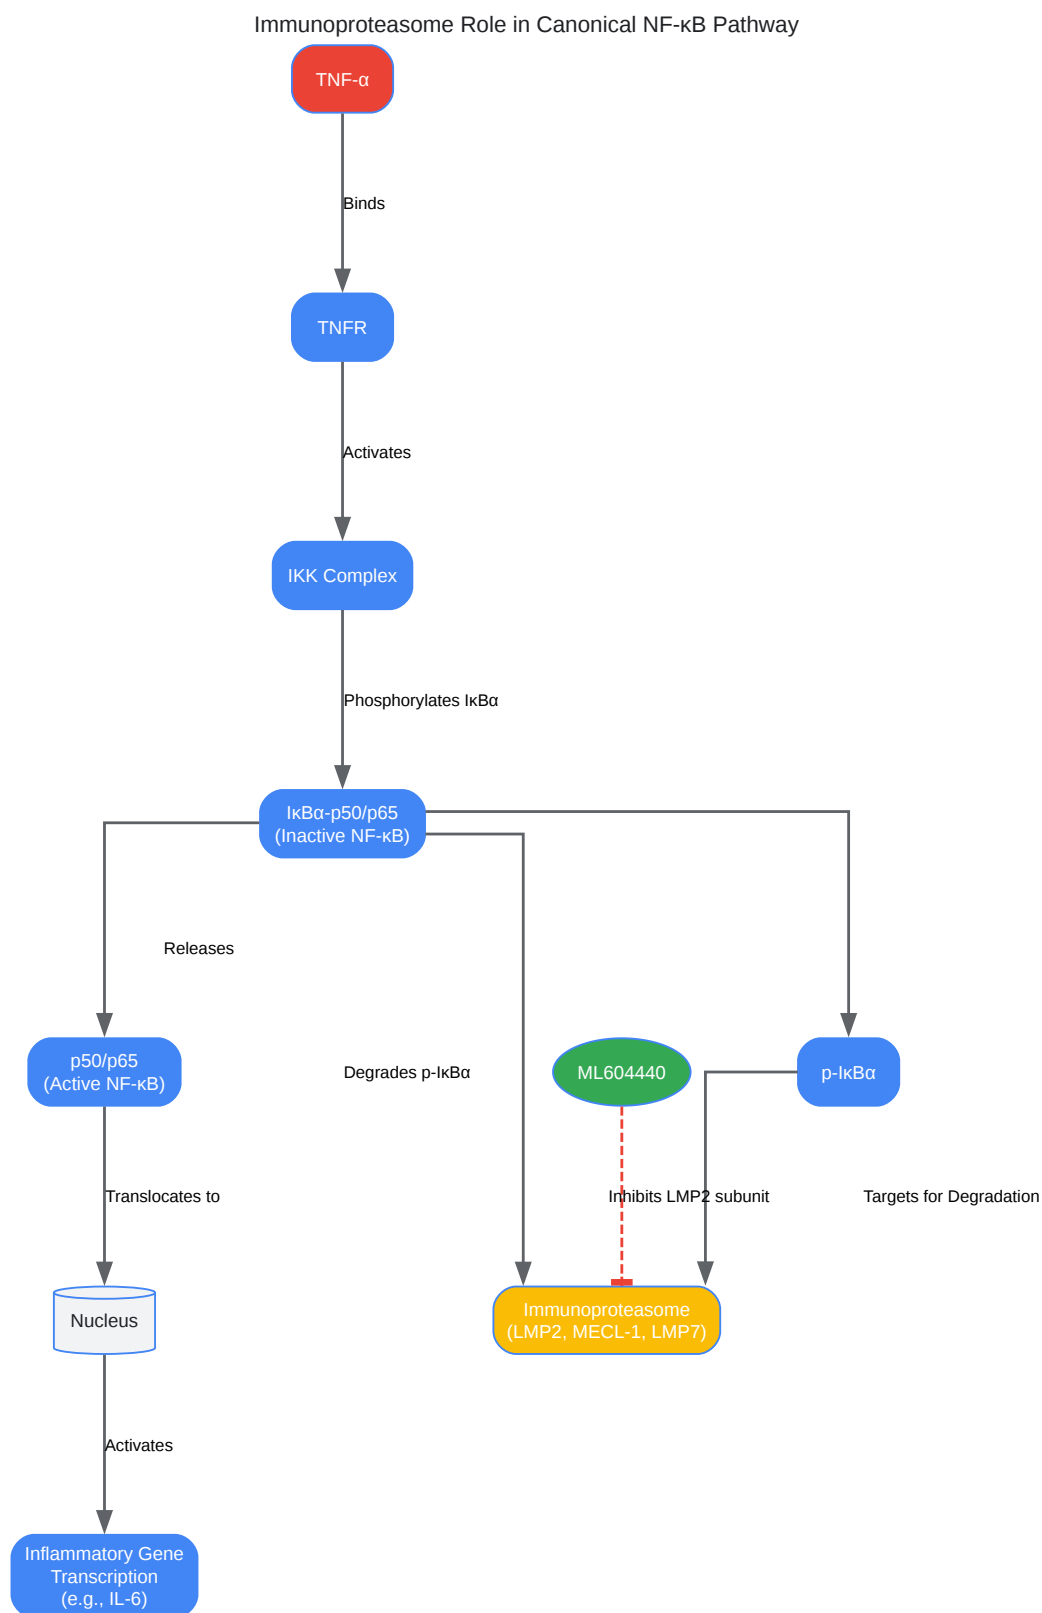 Immunoproteasome Role in Canonical NF-κB Pathway
TNF-α
Binds
TNFR
Activates
IKK Complex
Phosphorylates IκBα
IκBα-p50/p65
(Inactive NF-κB)
Releases
p50/p65
(Active NF-κB)
Degrades p-IκBα
ML604440
p-IκBα
Translocates to
Inhibits LMP2 subunit
Targets for Degradation
Nucleus
Immunoproteasome
(LMP2, MECL-1, LMP7)
Activates
Inflammatory Gene
Transcription
(e.g., IL-6)